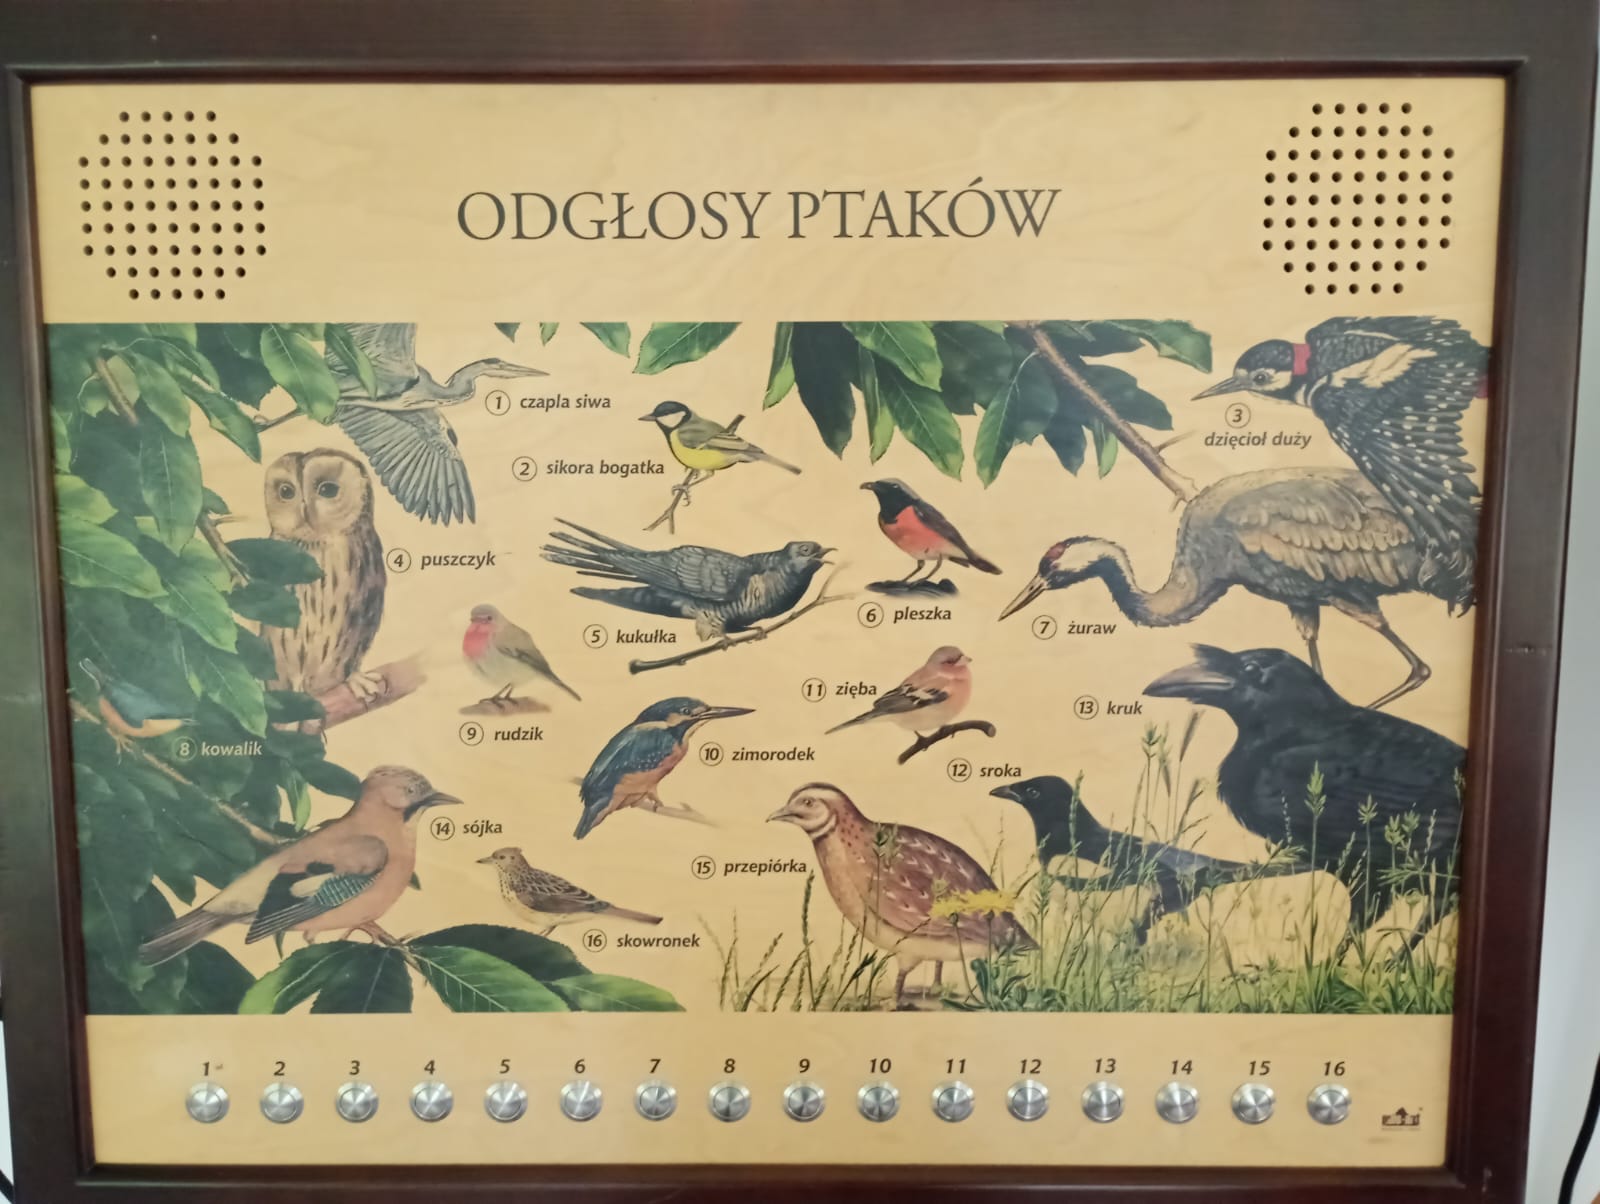 ODGŁOSY PTAKÓW
1 czapla siwa
2 sikora bogatka
3
dzięcioł duży
4 puszczyk
5 kukułka
6 pleszka
7 żuraw
8 kowalik
9 rudzik
10 zimorodek
11 zięba
12 sroka
13 kruk
14 sójka
15 przepiórka
16 skowronek
1 2 3 4 5 6 7 8 9 10 11 12 13 14 15 16